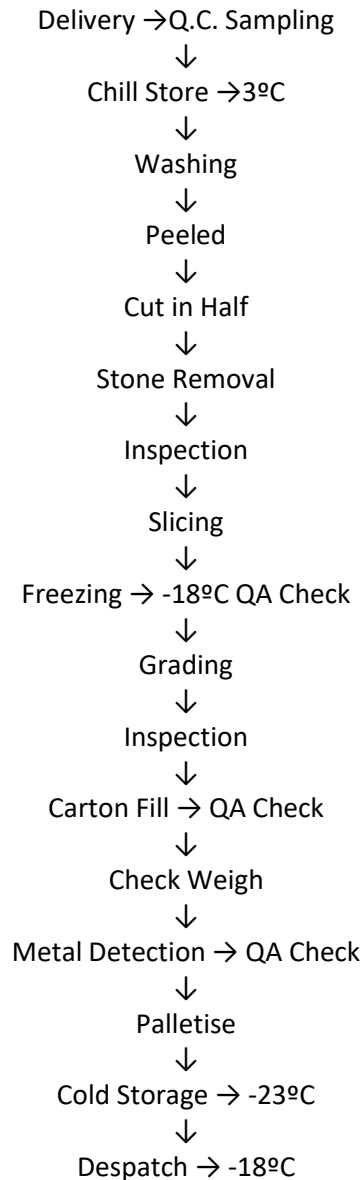 Delivery →Q.C. Sampling
↓
Chill Store →3ºC
↓
Washing
↓
Peeled
↓
Cut in Half
↓
Stone Removal
↓
Inspection
↓
Slicing
↓
Freezing → -18ºC QA Check
↓
Grading
↓
Inspection
↓
Carton Fill → QA Check
↓
Check Weigh
↓
Metal Detection → QA Check
↓
Palletise
↓
Cold Storage → -23ºC
↓
Despatch → -18ºC